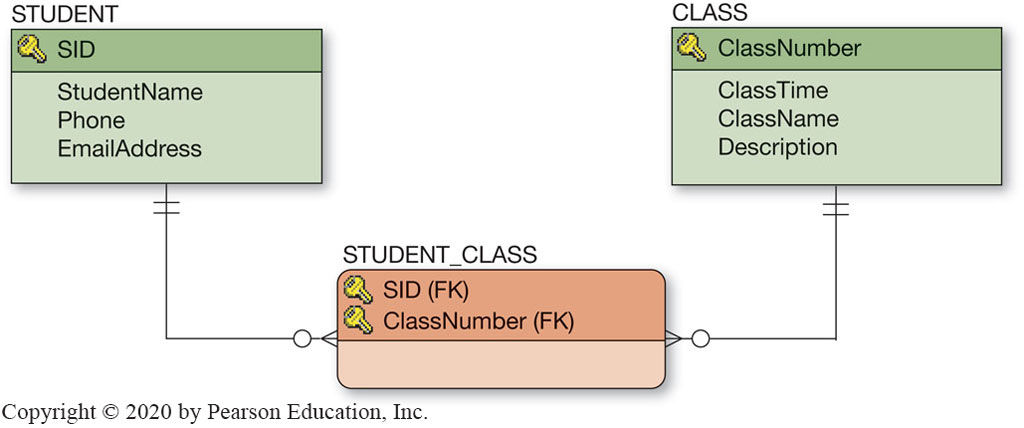 STUDENT
SID
StudentName
Phone
EmailAddress
CLASS
ClassNumber
ClassTime
ClassName
Description
STUDENT_CLASS
SID (FK)
ClassNumber (FK)
Copyright © 2020 by Pearson Education, Inc.